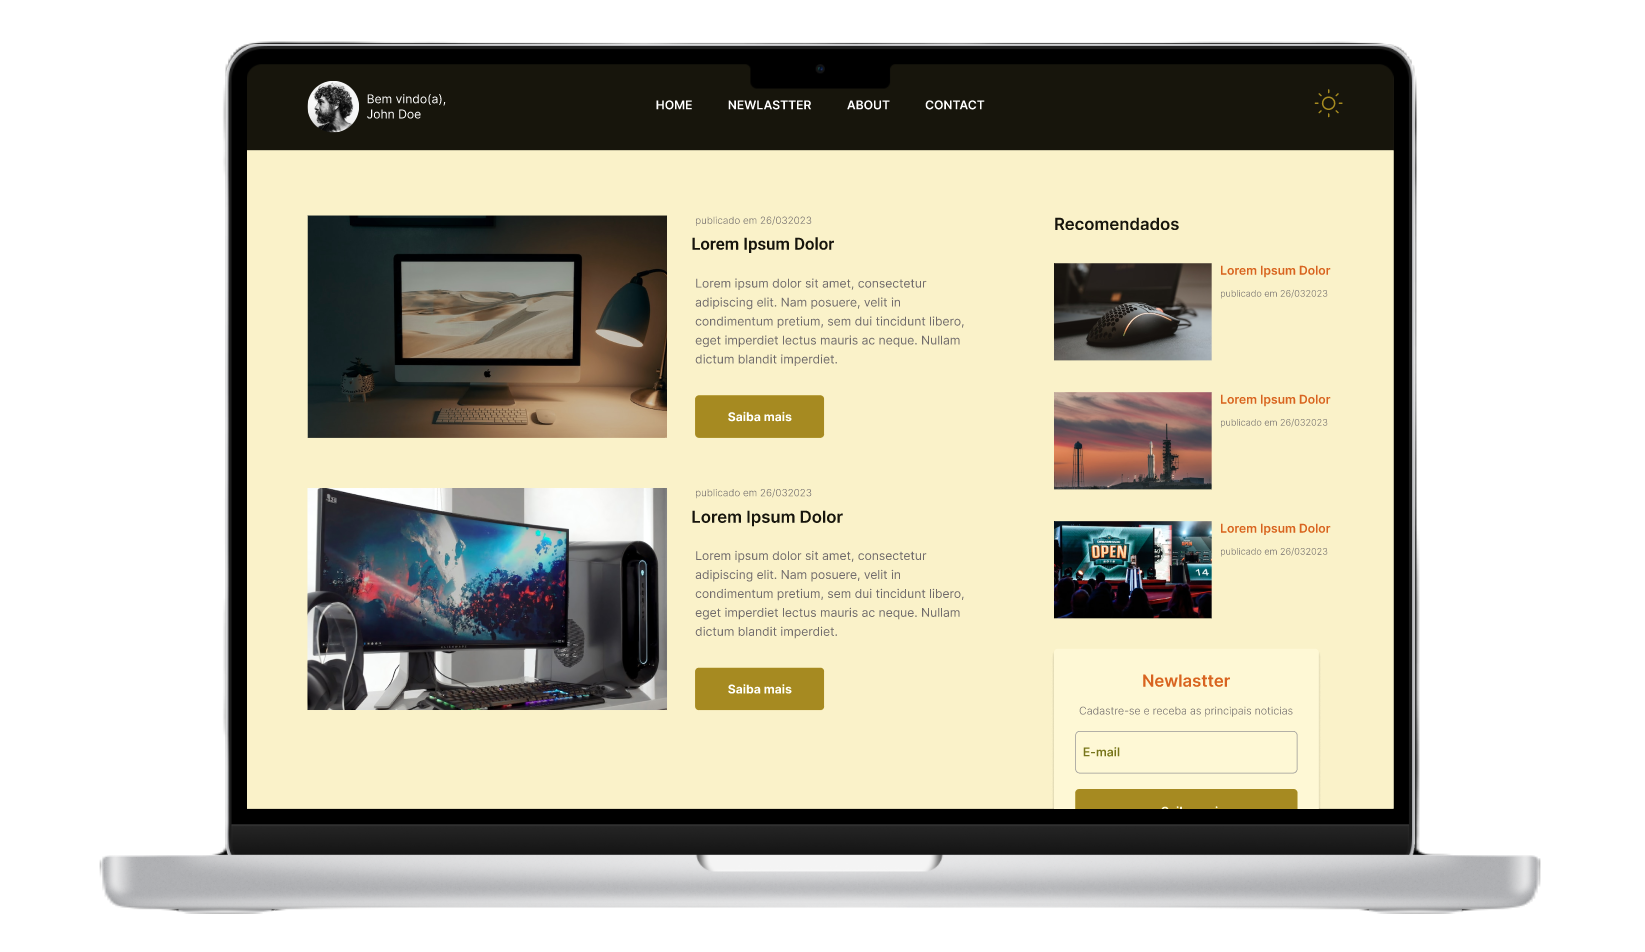 Bem vindo(a),
John Doe
HOME NEWLASTTER ABOUT CONTACT
publicado em 26/032023
Lorem Ipsum Dolor
Lorem ipsum dolor sit amet, consectetur
adipiscing elit. Nam posuere, velit in
condimentum pretium, sem dui tincidunt libero,
eget imperdiet lectus mauris ac neque. Nullam
dictum blandit imperdiet.
Saiba mais
publicado em 26/032023
Lorem Ipsum Dolor
Lorem ipsum dolor sit amet, consectetur
adipiscing elit. Nam posuere, velit in
condimentum pretium, sem dui tincidunt libero,
eget imperdiet lectus mauris ac neque. Nullam
dictum blandit imperdiet.
Saiba mais
Recomendados
Lorem Ipsum Dolor
publicado em 26/032023
Lorem Ipsum Dolor
publicado em 26/032023
OPEN
14
Lorem Ipsum Dolor
publicado em 26/032023
Newlastter
Cadastre-se e receba as principais noticias
E-mail